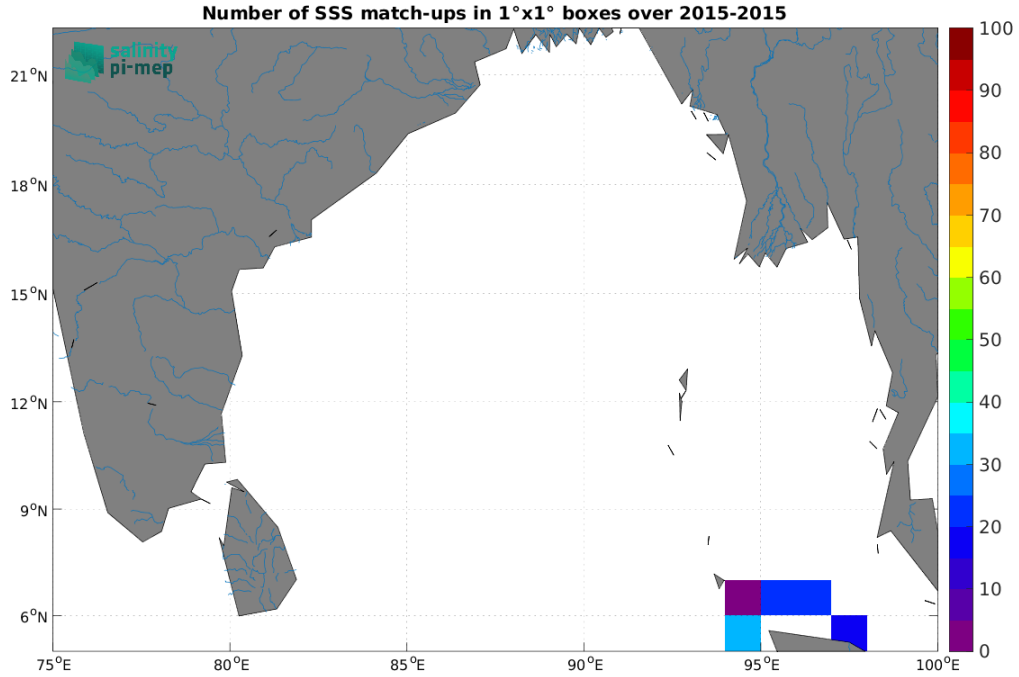 Number of SSS match-ups in 1°x1° boxes over 2015-2015
salinity
pi-mep
21°N
18°N
15°N
12°N
9°N
6°N
75°E
80°E
85°E
90°E
95°E
100°E
100
90
80
70
60
50
40
30
20
10
0